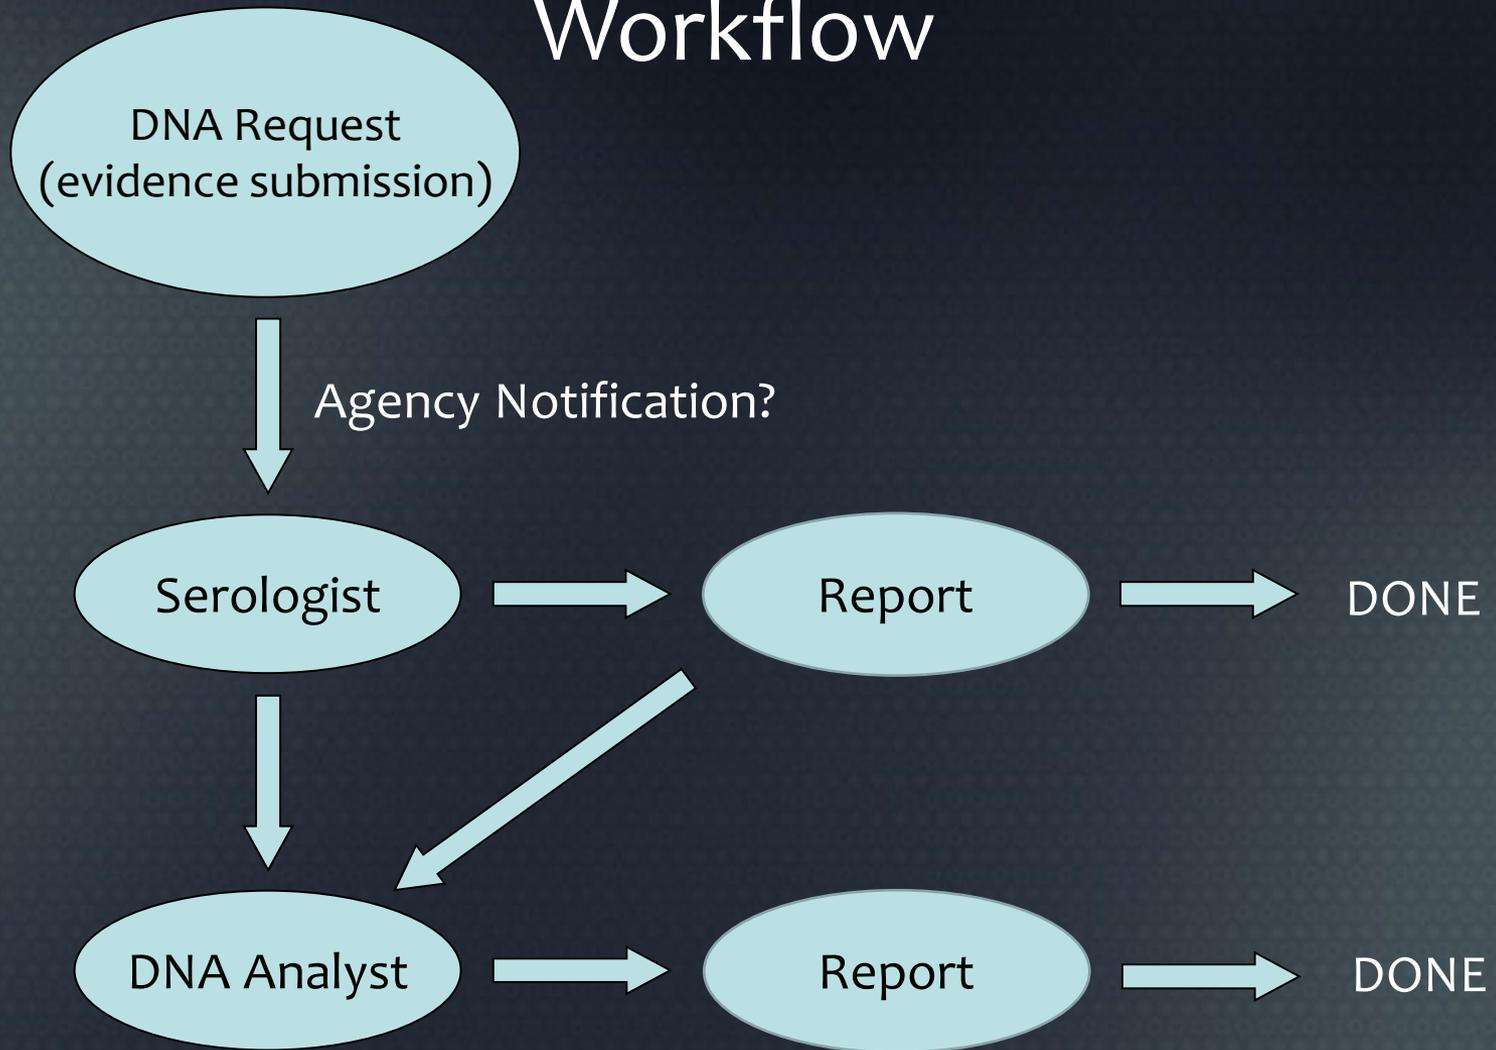 Workflow
DNA Request
(evidence submission)
Agency Notification?
Serologist
Report
DONE
DNA Analyst
Report
DONE